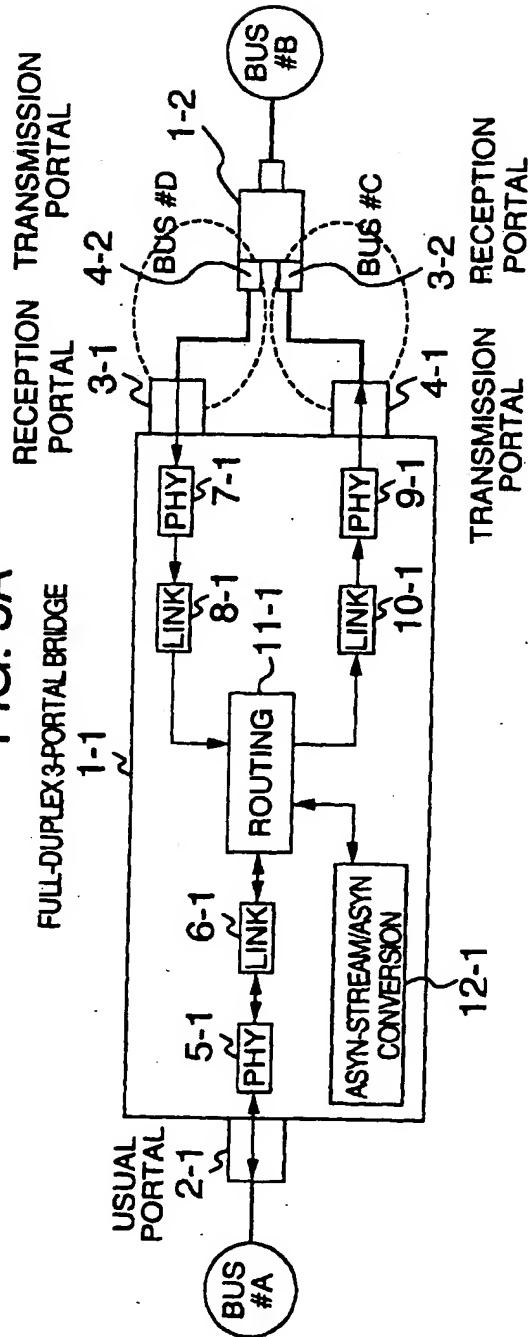 FIG. 3A
FULL-DUPLEX 3-PORTAL BRIDGE
1-1
BUS
#A
USUAL
PORTAL
2-1
PHY
5-1
LINK
6-1
ROUTING
11-1
ASYN-STREAM/ASYN
CONVERSION
12-1
LINK
8-1
PHY
7-1
LINK
10-1
PHY
9-1
RECEPTION
PORTAL
3-1
TRANSMISSION
PORTAL
4-1
TRANSMISSION
PORTAL
4-2
BUS #D
1-2
BUS #C
3-2
RECEPTION
PORTAL
BUS
#B